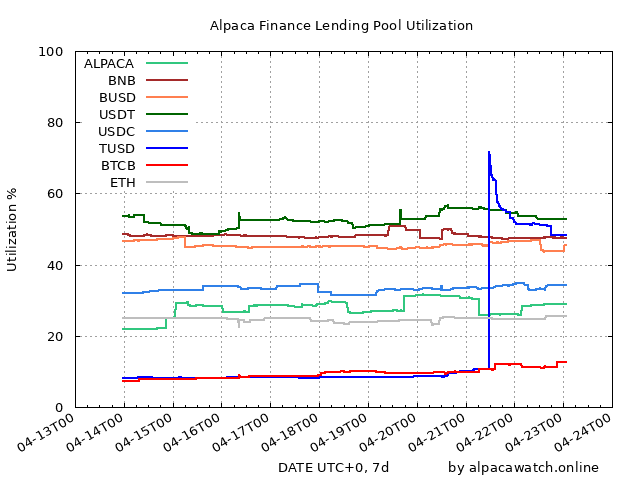 Alpaca Finance Lending Pool Utilization
100
80
60
40
20
0
Utilization %
ALPACA
BNB
BUSD
USDT
USDC
TUSD
BTCB
ETH
04-13T00
04-14T00
04-15T00
04-16T00
04-17T00
04-18T00
04-19T00
04-20T00
04-21T00
04-22T00
04-23T00
04-24T00
DATE UTC+0, 7d
by alpacawatch.online